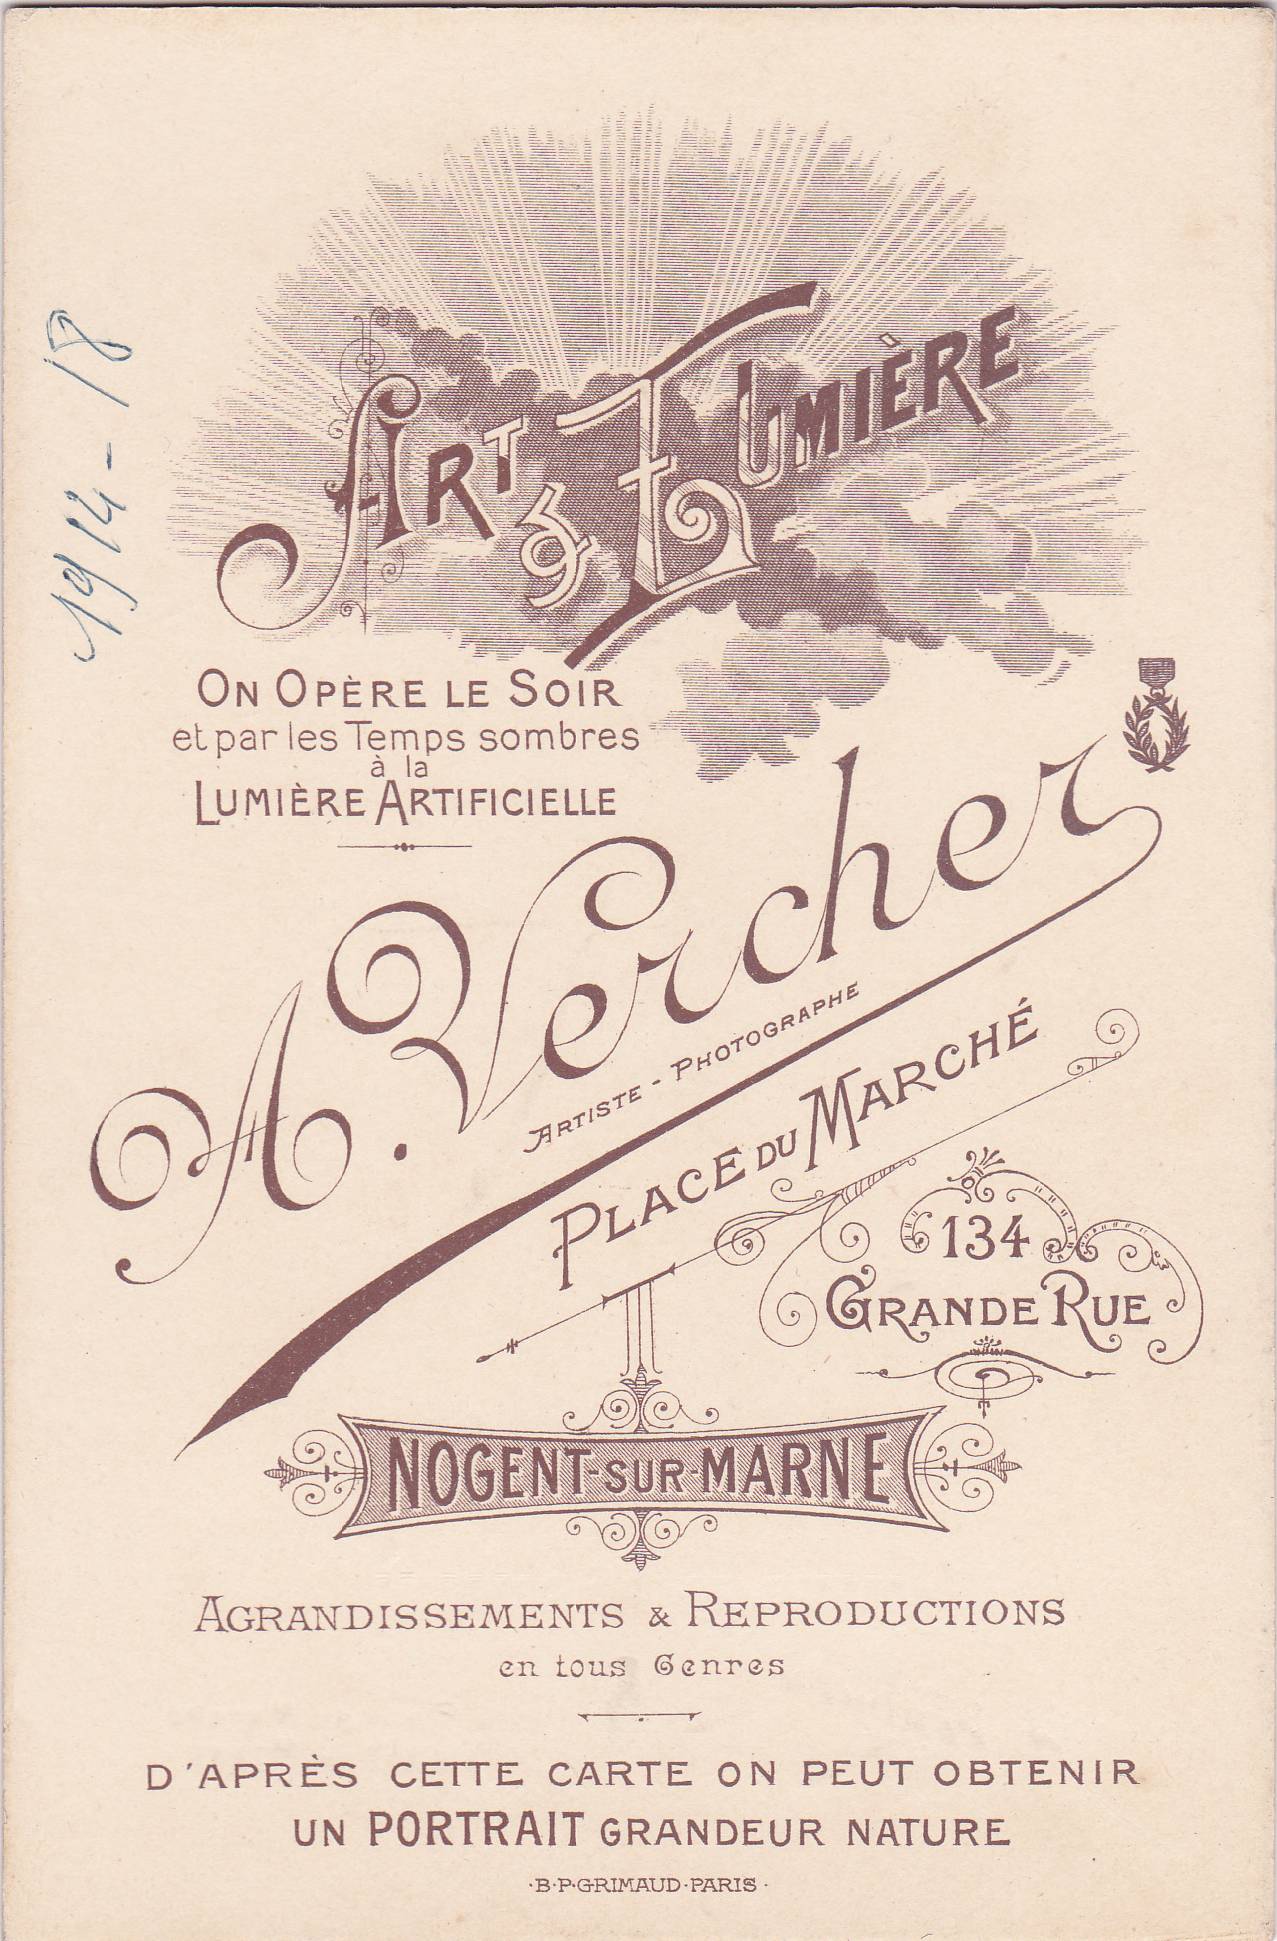 1914-18
ART & LUMIÈRE
ON OPÈRE LE SOIR
et par les Temps sombres
à la
LUMIÈRE ARTIFICIELLE
A. Vercher
ARTISTE - PHOTOGRAPHE
PLACE DU MARCHÉ
134
GRANDE RUE
NOGENT-SUR-MARNE
AGRANDISSEMENTS & REPRODUCTIONS
en tous Genres
D'APRÈS CETTE CARTE ON PEUT OBTENIR
UN PORTRAIT GRANDEUR NATURE
·B·P·GRIMAUD·PARIS·